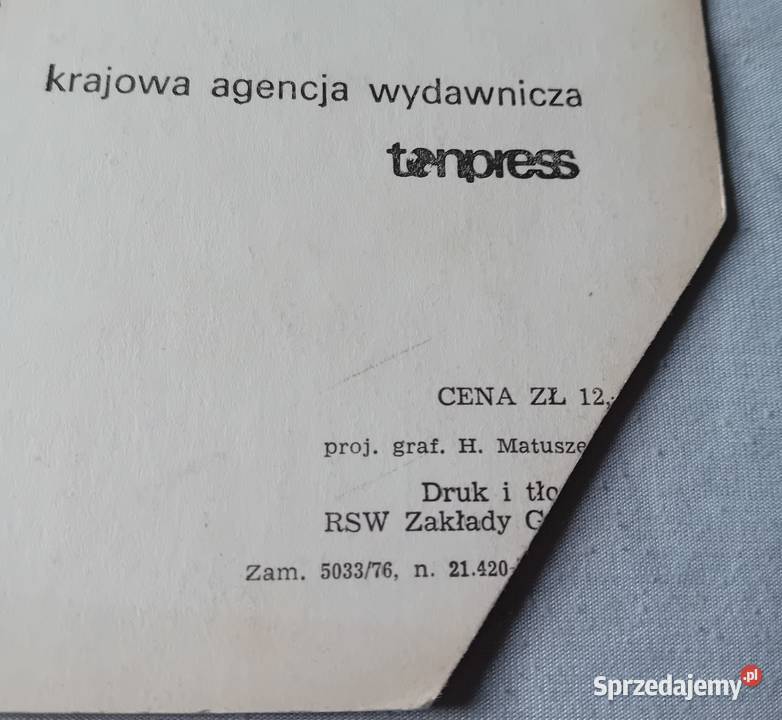 krajowa agencja wydawnicza
tonpress
CENA ZŁ 12,-
proj. graf. H. Matusze
Druk i tło
RSW Zakłady G
Zam. 5033/76, n. 21.420
Sprzedajemy.pl